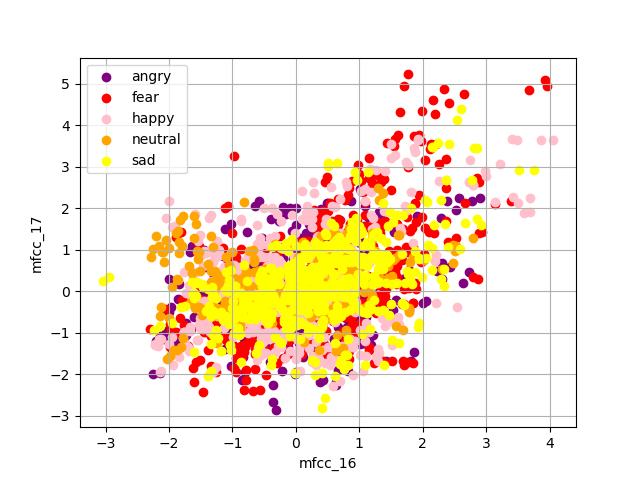 angry
fear
happy
neutral
sad
5
4
3
2
1
0
−1
−2
−3
mfcc_17
−3 −2 −1 0 1 2 3 4
mfcc_16